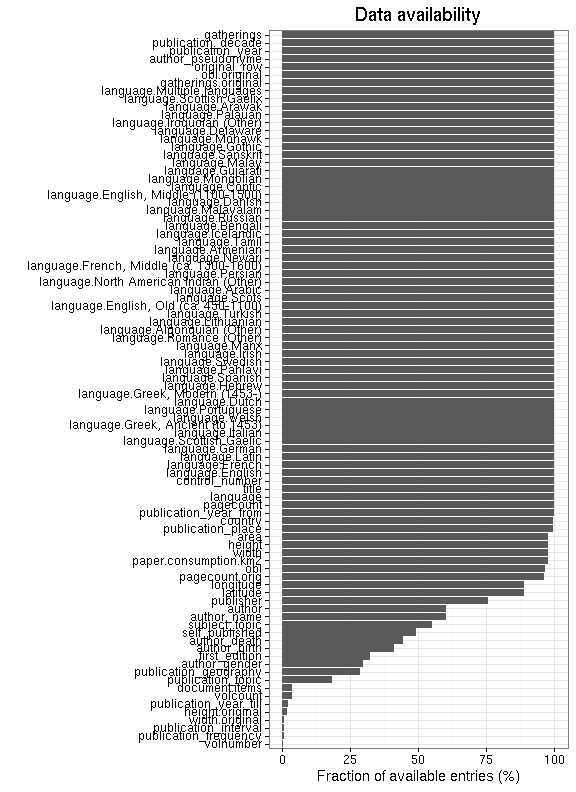 Data availability
gatherings
publication_decade
publication_year
author_pseudonyme
original_row
obl.original
gatherings.original
language.Multiple languages
language.Scottish Gaelix
language.Arawak
language.Palauan
language.Iroquoian (Other)
language.Delaware
language.Mohawk
language.Gothic
language.Sanskrit
language.Malay
language.Gujarati
language.Mongolian
language.Coptic
language.English, Middle (1100-1500)
language.Danish
language.Malayalam
language.Russian
language.Bengali
language.Icelandic
language.Tamil
language.Armenian
language.Newari
language.French, Middle (ca. 1300-1600)
language.Persian
language.North American Indian (Other)
language.Arabic
language.Scots
language.English, Old (ca. 450-1100)
language.Turkish
language.Lithuanian
language.Algonquian (Other)
language.Romance (Other)
language.Manx
language.Irish
language.Swedish
language.Pahlavi
language.Spanish
language.Hebrew
language.Greek, Modern (1453-)
language.Dutch
language.Portuguese
language.Welsh
language.Greek, Ancient (to 1453)
language.Italian
language.Scottish Gaelic
language.German
language.Latin
language.French
language.English
control_number
title
language
pagecount
publication_year_from
country
publication_place
area
height
width
paper.consumption.km2
obl
pagecount.orig
longitude
latitude
publisher
author
author_name
subject_topic
self_published
author_death
author_birth
first_edition
author_gender
publication_geography
publication_topic
document.items
volcount
publication_year_till
height.original
width.original
publication_interval
publication_frequency
volnumber
0 25 50 75 100
Fraction of available entries (%)